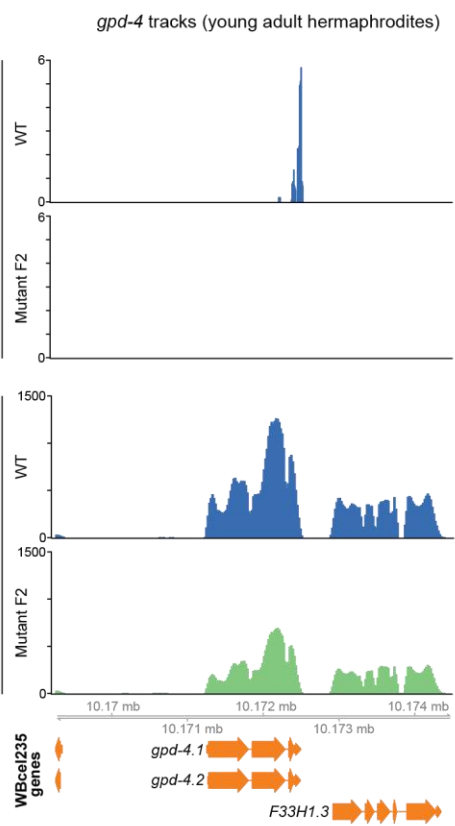 gpd-4 tracks (young adult hermaphrodites)
6
WT
0
6
Mutant F2
0
1500
WT
0
1500
Mutant F2
0
10.17 mb 10.172 mb 10.174 mb
10.171 mb 10.173 mb
WBcel235
genes
gpd-4.1
gpd-4.2
F33H1.3